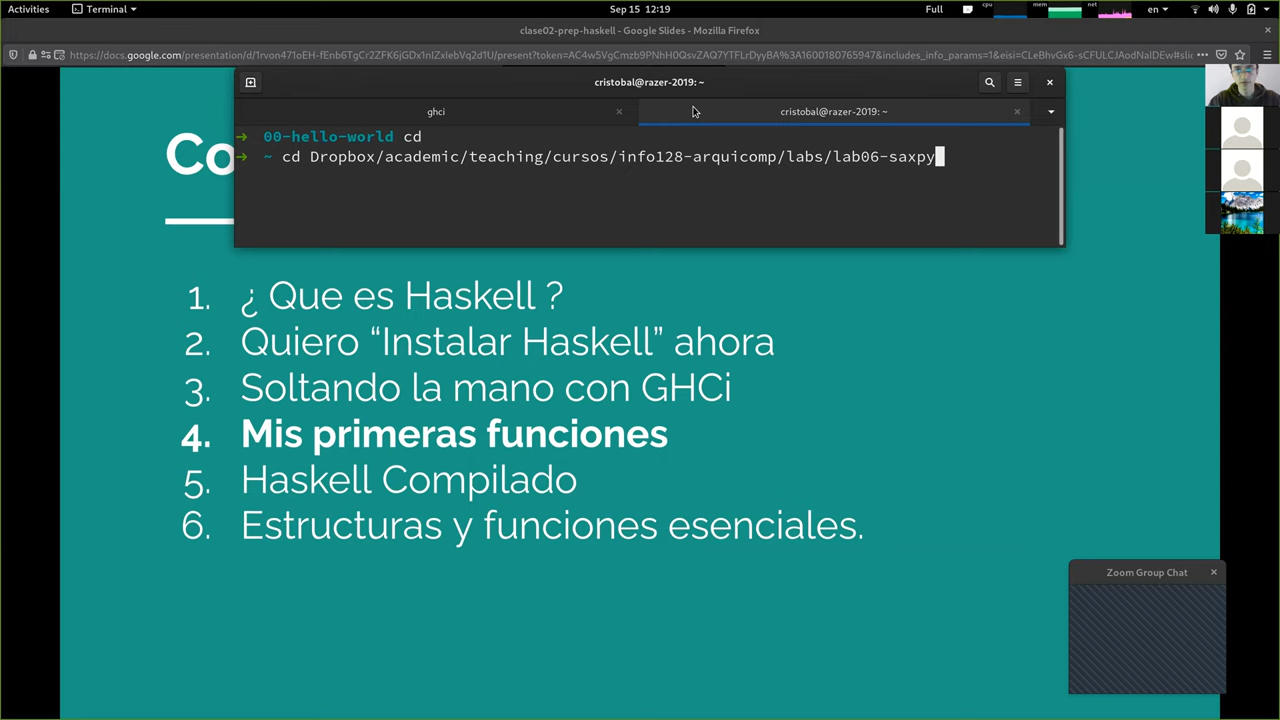 Activities
Terminal
Sep 15 12:19
Full
cpu
mem
net
en
clase02-prep-haskell - Google Slides - Mozilla Firefox
cristobal@razer-2019: ~
ghci
cristobal@razer-2019: ~
➜ 00-hello-world cd
➜ ~ cd Dropbox/academic/teaching/cursos/info128-arquicomp/labs/lab06-saxpy
Co
1. ¿ Que es Haskell ?
2. Quiero “Instalar Haskell” ahora
3. Soltando la mano con GHCi
4. Mis primeras funciones
5. Haskell Compilado
6. Estructuras y funciones esenciales.
Zoom Group Chat